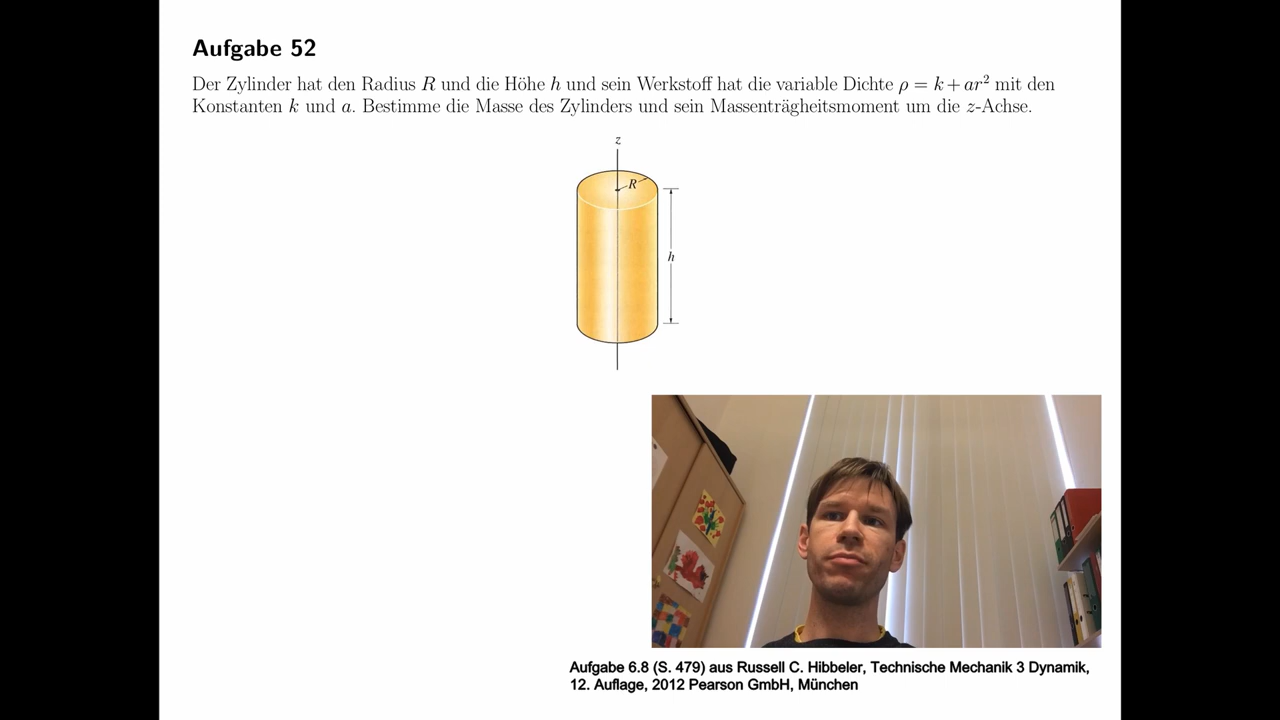 Aufgabe 52
Der Zylinder hat den Radius R und die Höhe h und sein Werkstoff hat die variable Dichte ρ = k + ar² mit den
Konstanten k und a. Bestimme die Masse des Zylinders und sein Massenträgheitsmoment um die z-Achse.
z
R
h
Aufgabe 6.8 (S. 479) aus Russell C. Hibbeler, Technische Mechanik 3 Dynamik,
12. Auflage, 2012 Pearson GmbH, München